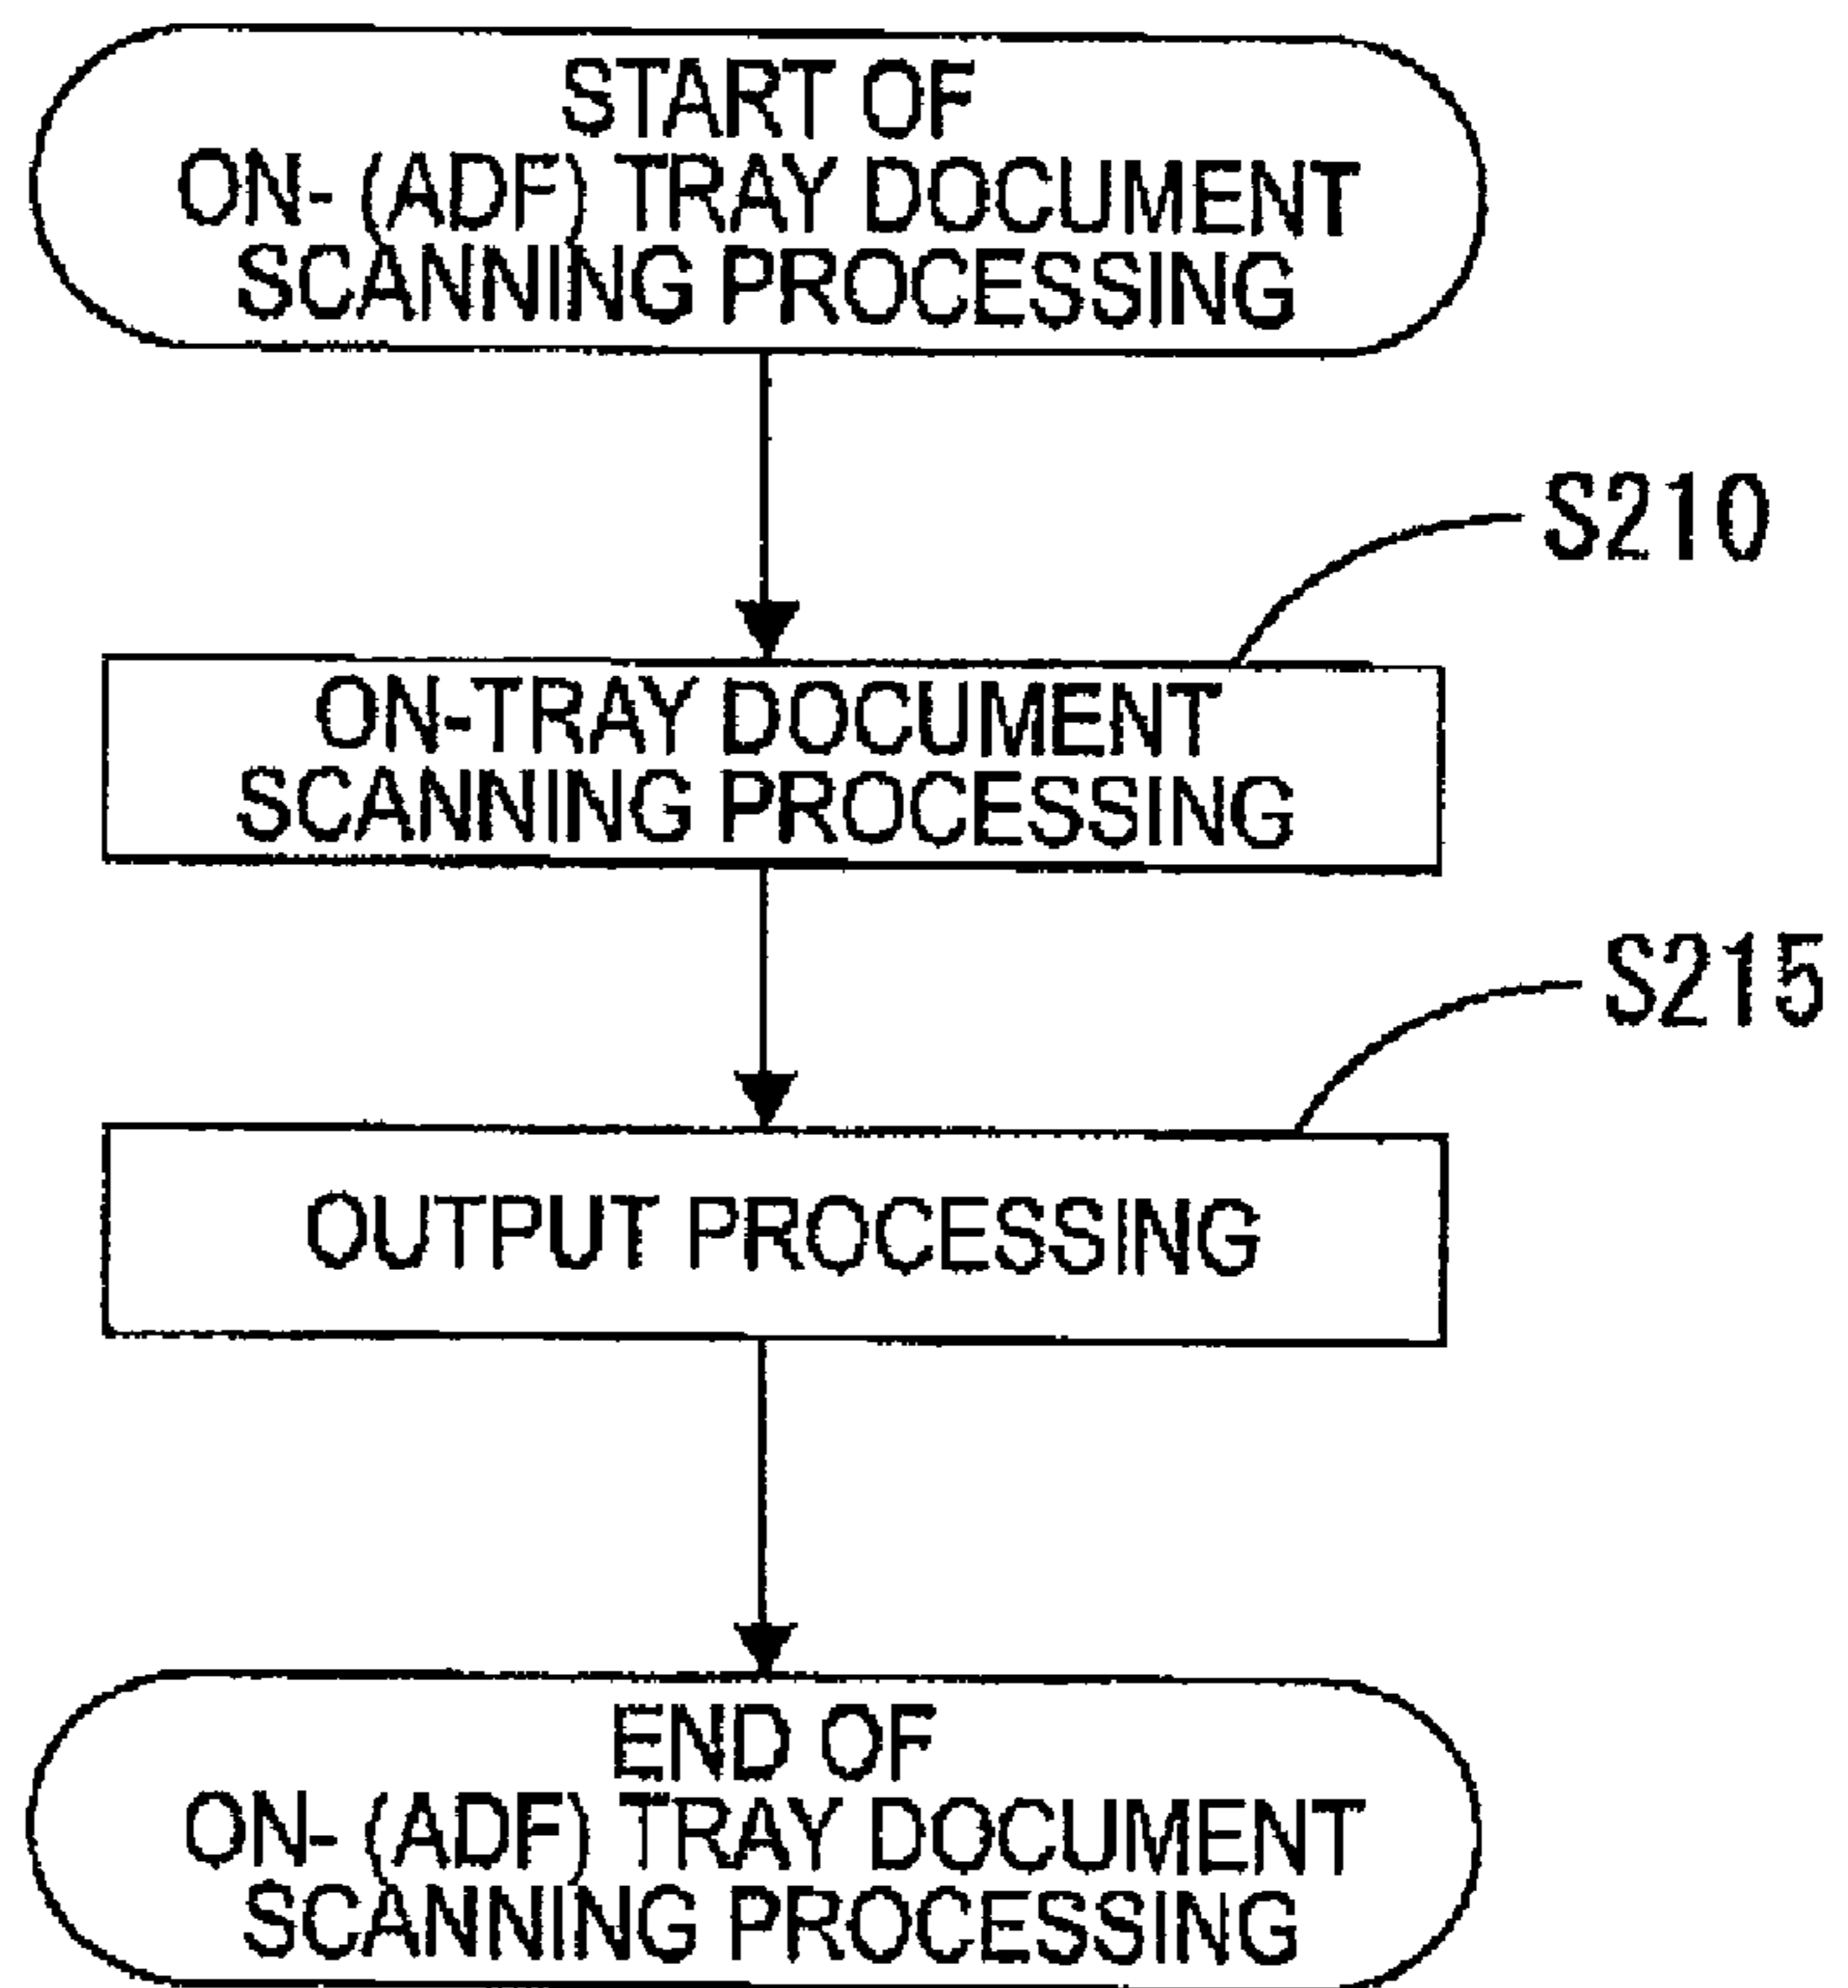 START OF
ON- (ADF) TRAY DOCUMENT
SCANNING PROCESSING
S210
ON-TRAY DOCUMENT
SCANNING PROCESSING
S215
OUTPUT PROCESSING
END OF
ON- (ADF) TRAY DOCUMENT
SCANNING PROCESSING